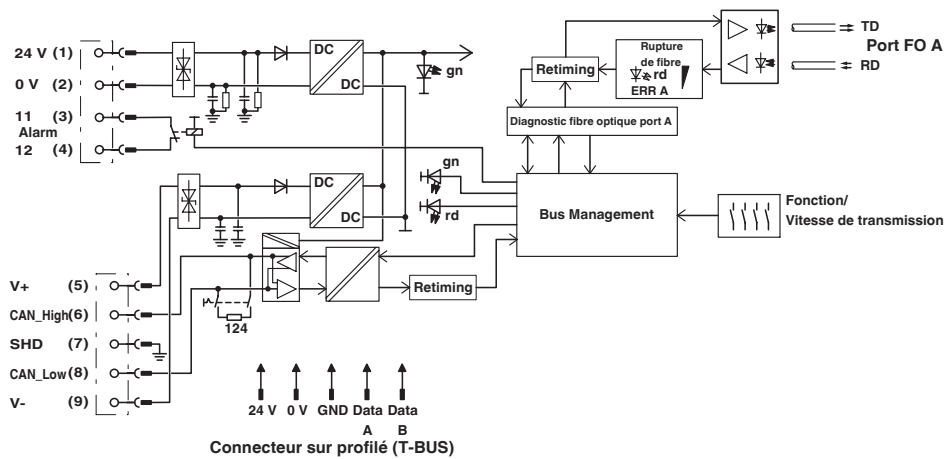 24 V (1)
0 V (2)
11 (3)
Alarm
12 (4)
DC
DC
gn
Retiming
Rupture
de fibre
rd
ERR A
TD
Port FO A
RD
Diagnostic fibre optique port A
DC
DC
gn
rd
Bus Management
Fonction/
Vitesse de transmission
Retiming
124
V+ (5)
CAN_High(6)
SHD (7)
CAN_Low(8)
V- (9)
24 V 0 V GND Data Data
A B
Connecteur sur profilé (T-BUS)